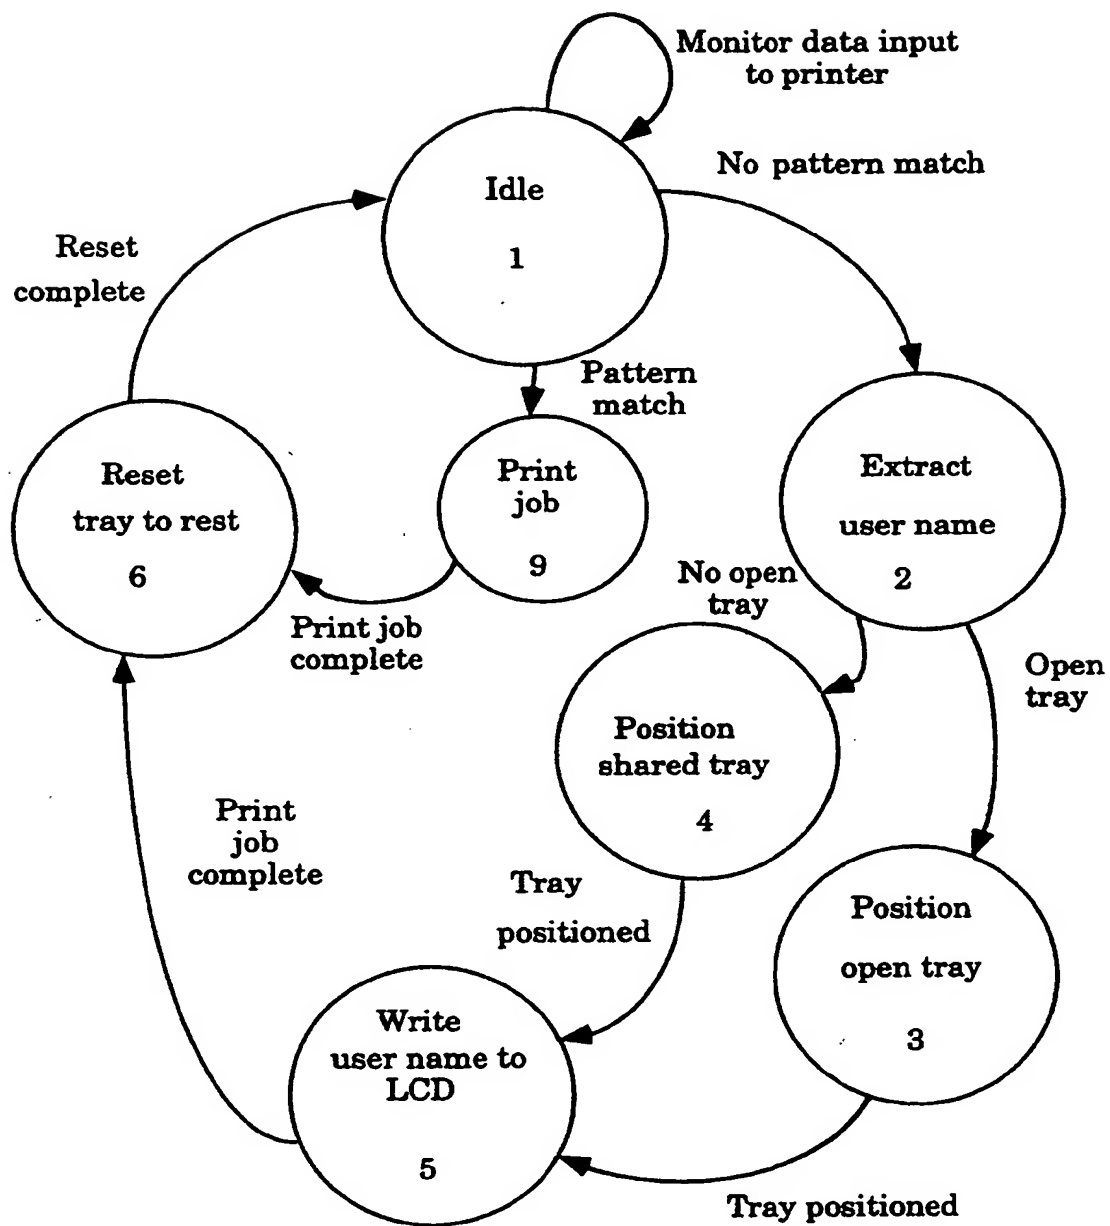 Monitor data input
to printer
No pattern match
Idle
1
Reset
complete
Pattern
match
Reset
tray to rest
6
Print
job
9
Extract
user name
2
No open
tray
Print job
complete
Open
tray
Position
shared tray
4
Print
job
complete
Tray
positioned
Position
open tray
3
Write
user name to
LCD
5
Tray positioned